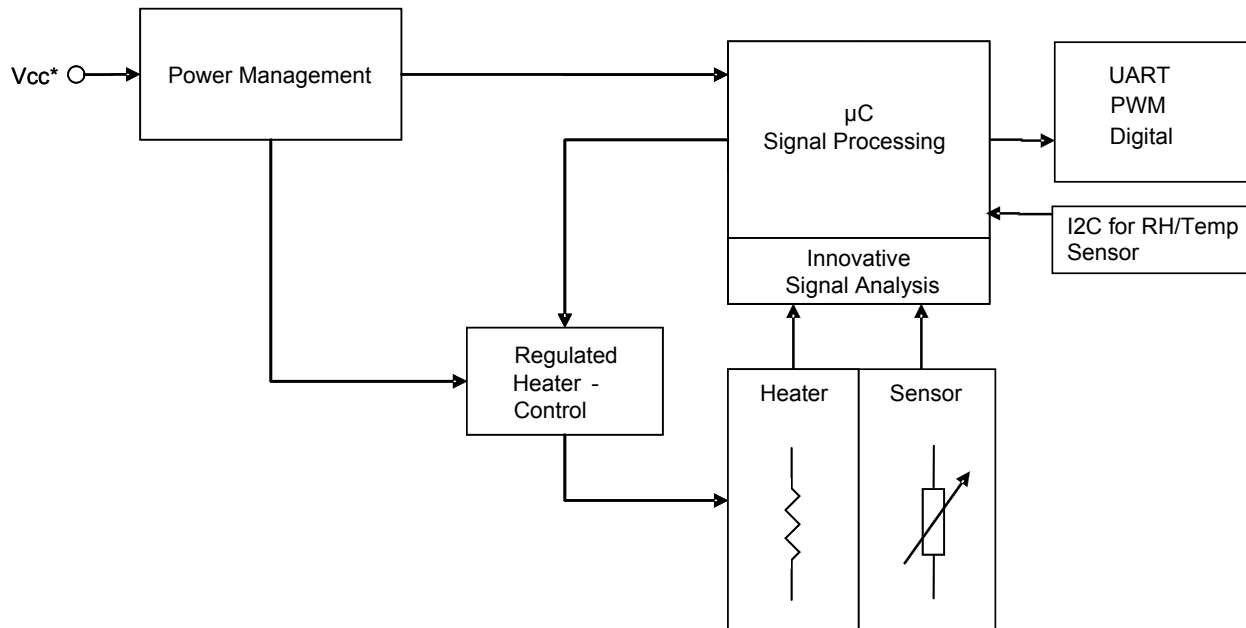 Vcc*
Power Management
µC
Signal Processing
UART
PWM
Digital
I2C for RH/Temp
Sensor
Innovative
Signal Analysis
Regulated
Heater -
Control
Heater
Sensor